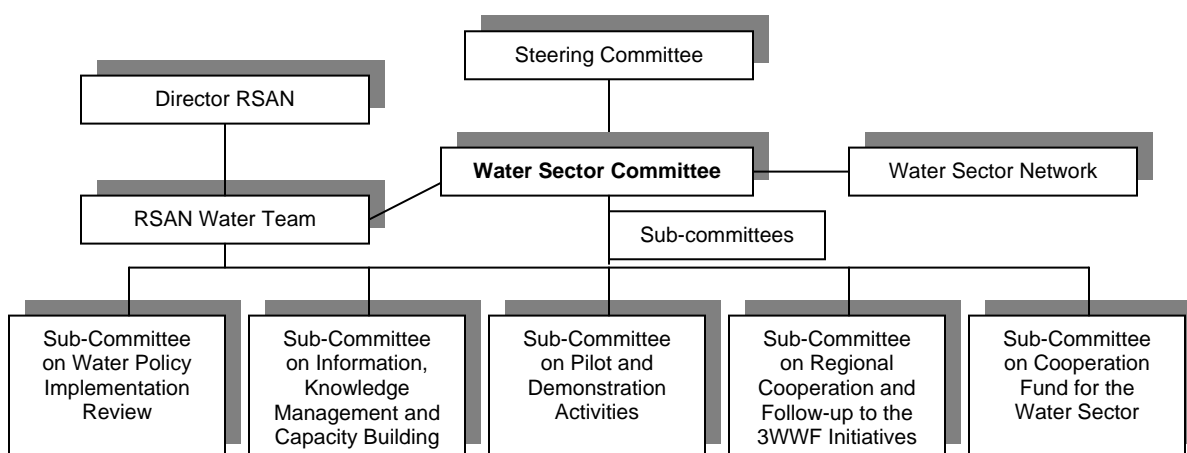 Steering Committee
Director RSAN
Water Sector Committee
Water Sector Network
RSAN Water Team
Sub-committees
Sub-Committee
on Water Policy
Implementation
Review
Sub-Committee
on Information,
Knowledge
Management and
Capacity Building
Sub-Committee
on Pilot and
Demonstration
Activities
Sub-Committee
on Regional
Cooperation and
Follow-up to the
3WWF Initiatives
Sub-Committee
on Cooperation
Fund for the
Water Sector